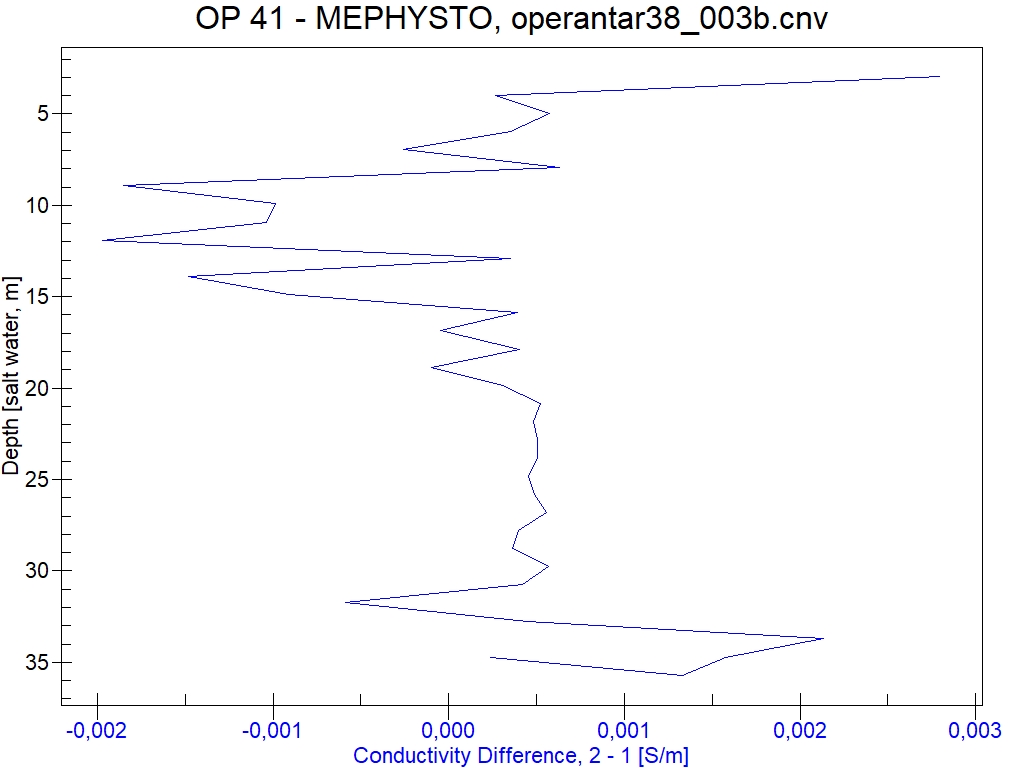 OP 41 - MEPHYSTO, operantar38_003b.cnv
Depth [salt water, m]
5
10
15
20
25
30
35
-0,002 -0,001 0,000 0,001 0,002 0,003
Conductivity Difference, 2 - 1 [S/m]